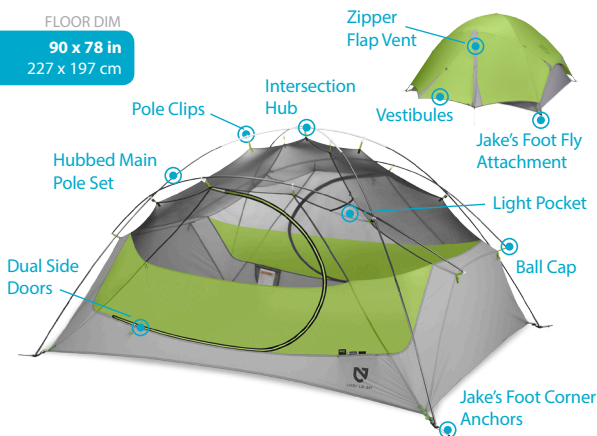 FLOOR DIM
90 x 78 in
227 x 197 cm
Zipper
Flap Vent
Vestibules
Jake's Foot Fly
Attachment
Intersection
Hub
Pole Clips
Hubbed Main
Pole Set
Light Pocket
Ball Cap
Dual Side
Doors
Jake's Foot Corner
Anchors